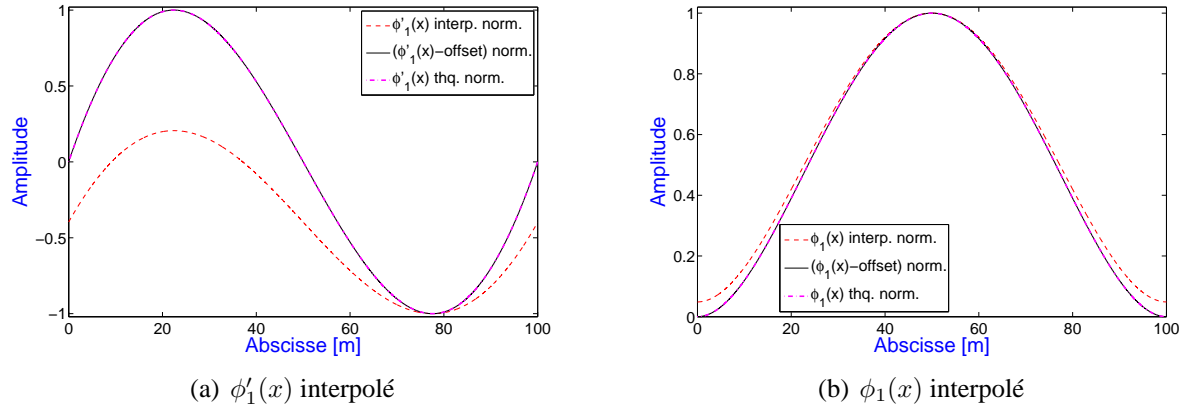 1
0.5
0
−0.5
−1
0
20
40
60
80
100
Amplitude
Abscisse [m]
ϕ'₁(x) interp. norm.
(ϕ'₁(x)−offset) norm.
ϕ'₁(x) thq. norm.
(a) ϕ′₁(x) interpolé
1
0.8
0.6
0.4
0.2
0
0
20
40
60
80
100
Amplitude
Abscisse [m]
ϕ₁(x) interp. norm.
(ϕ₁(x)−offset) norm.
ϕ₁(x) thq. norm.
(b) ϕ₁(x) interpolé